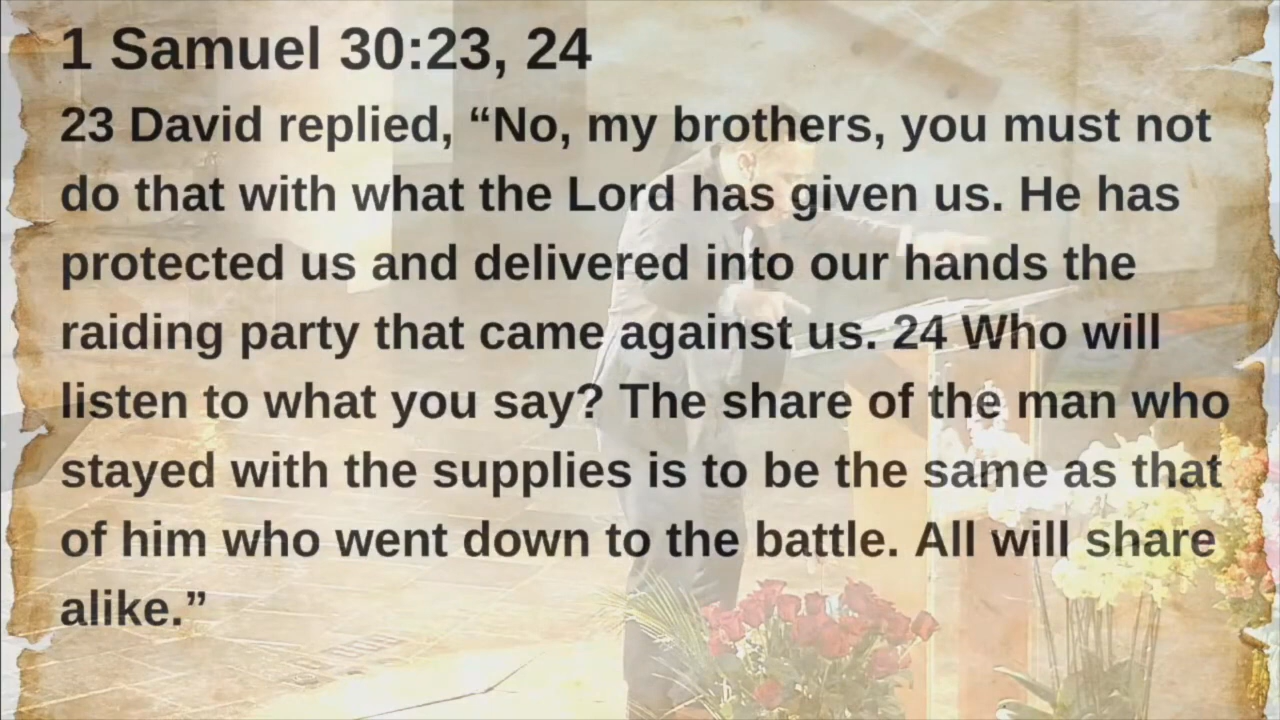 1 Samuel 30:23, 24
23 David replied, “No, my brothers, you must not
do that with what the Lord has given us. He has
protected us and delivered into our hands the
raiding party that came against us. 24 Who will
listen to what you say? The share of the man who
stayed with the supplies is to be the same as that
of him who went down to the battle. All will share
alike.”